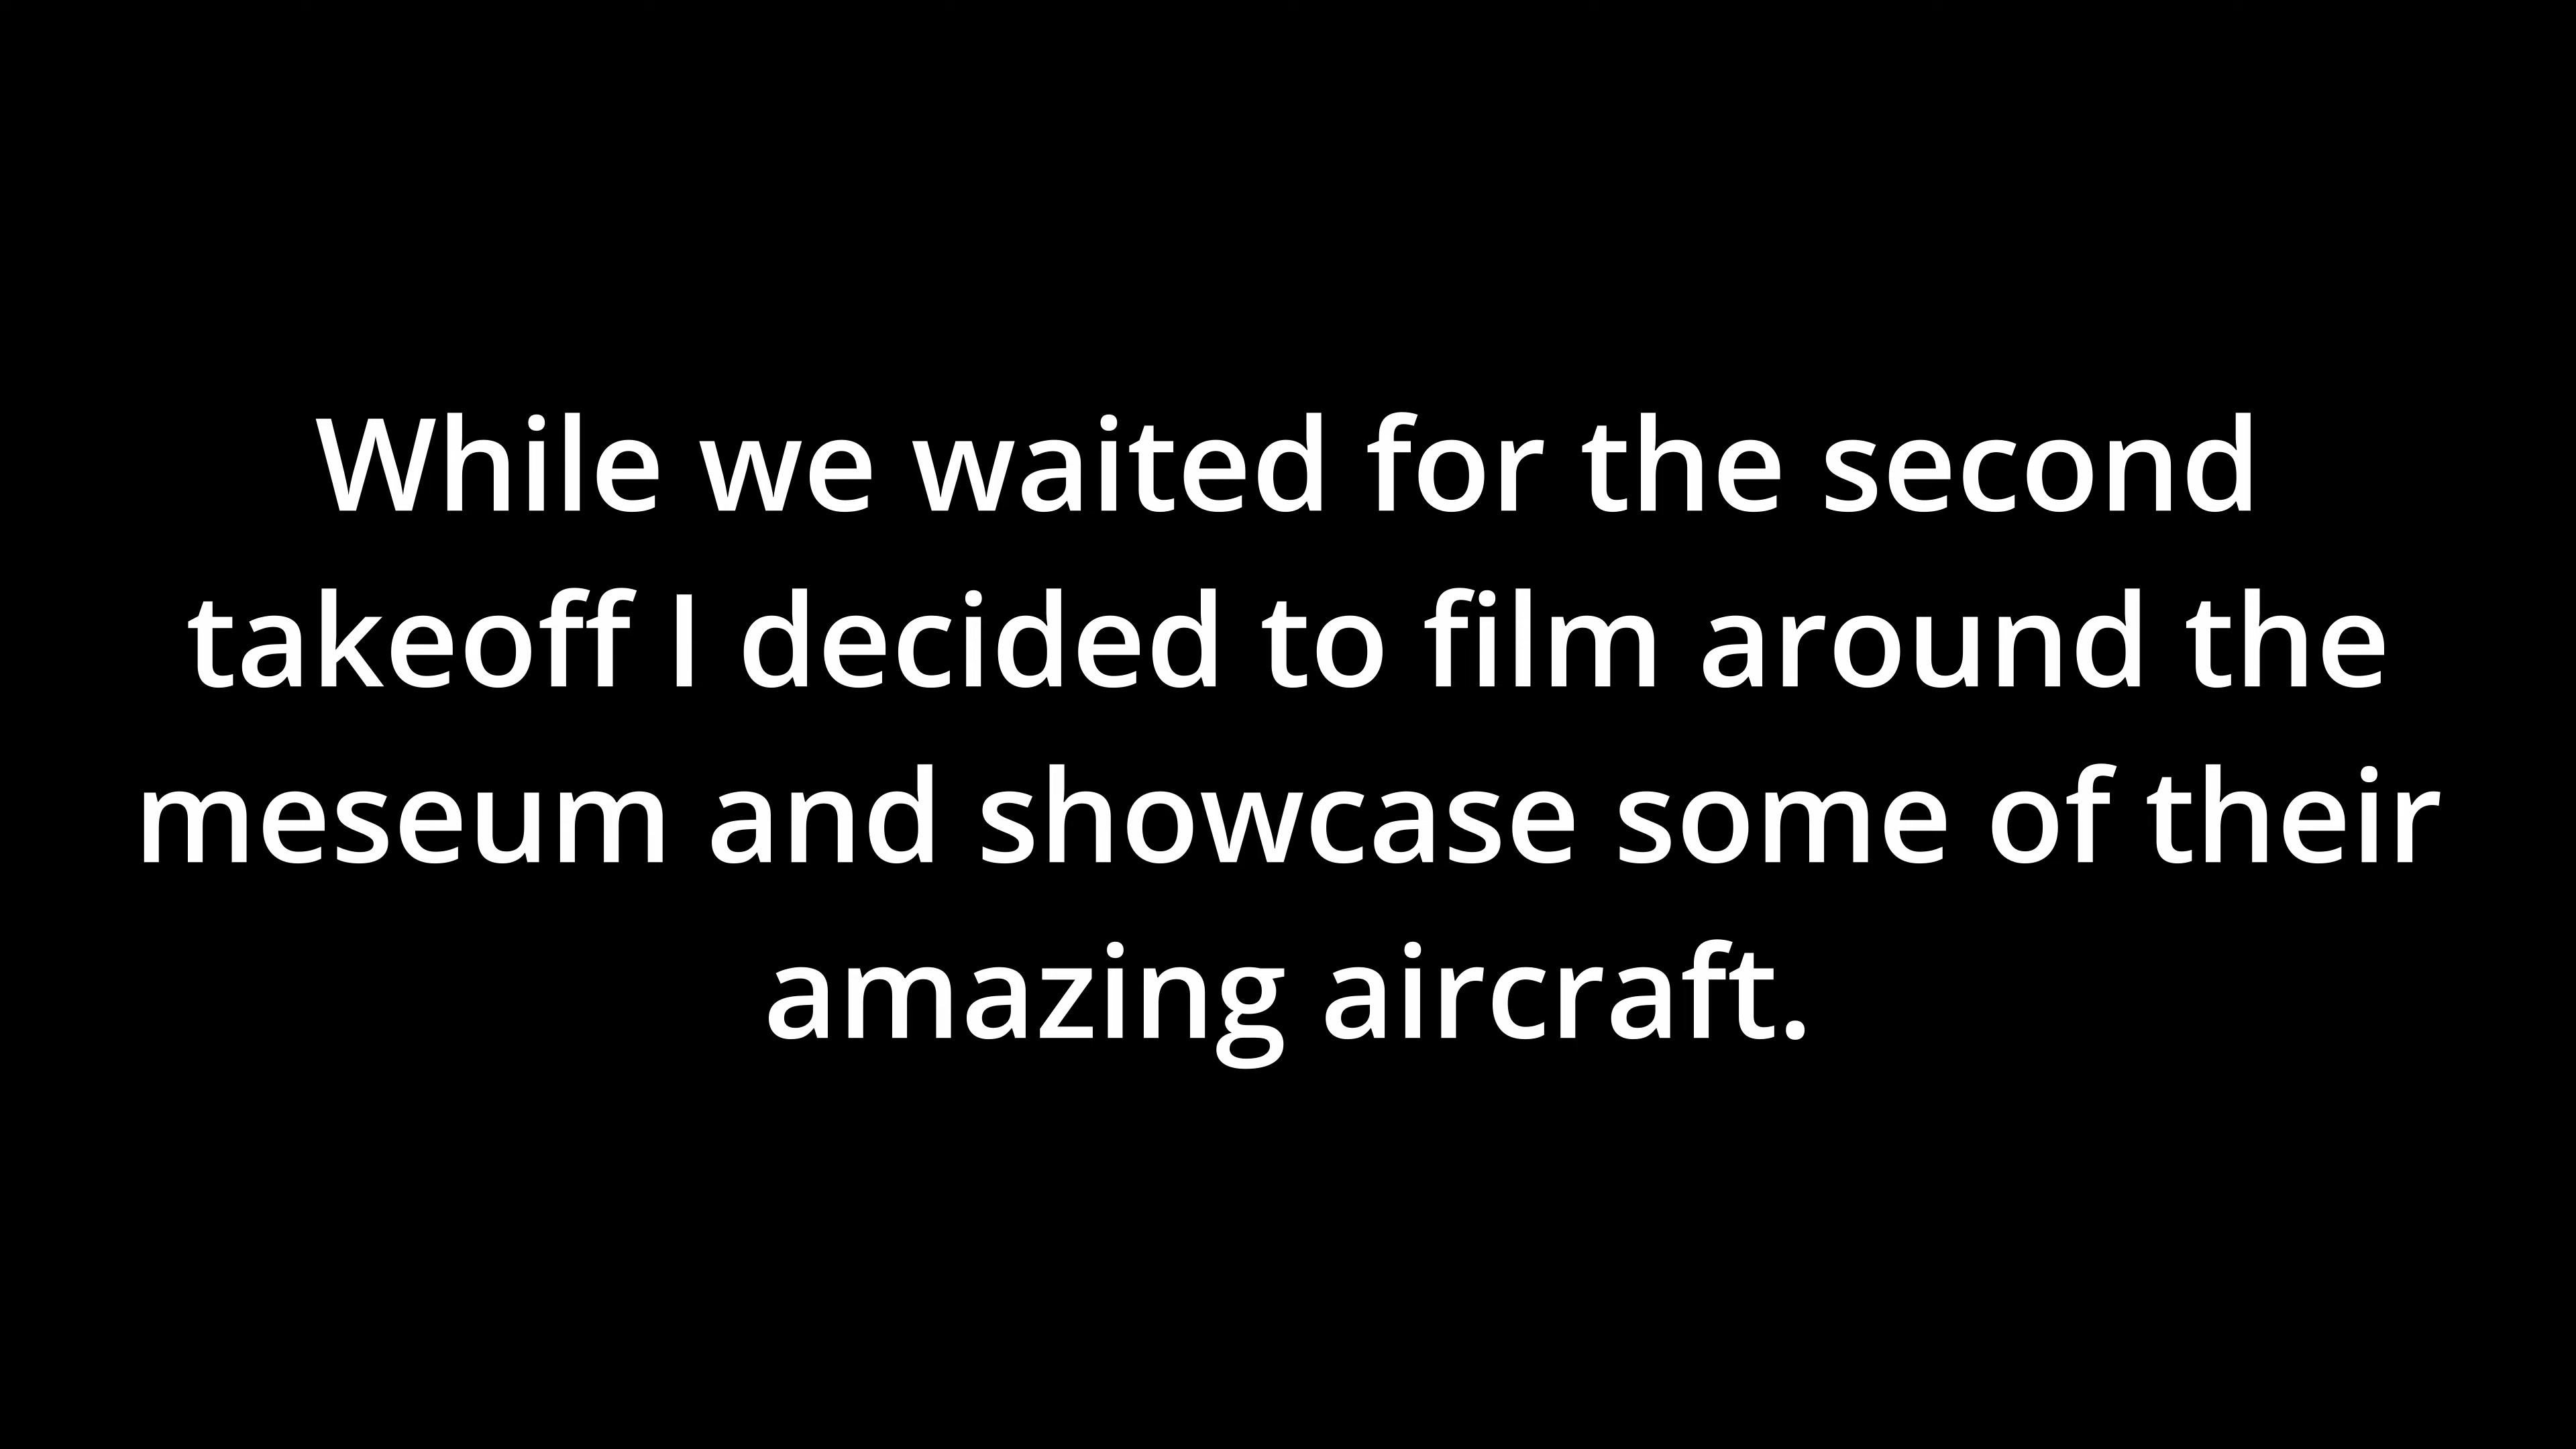 While we waited for the second
takeoff I decided to film around the
meseum and showcase some of their
amazing aircraft.